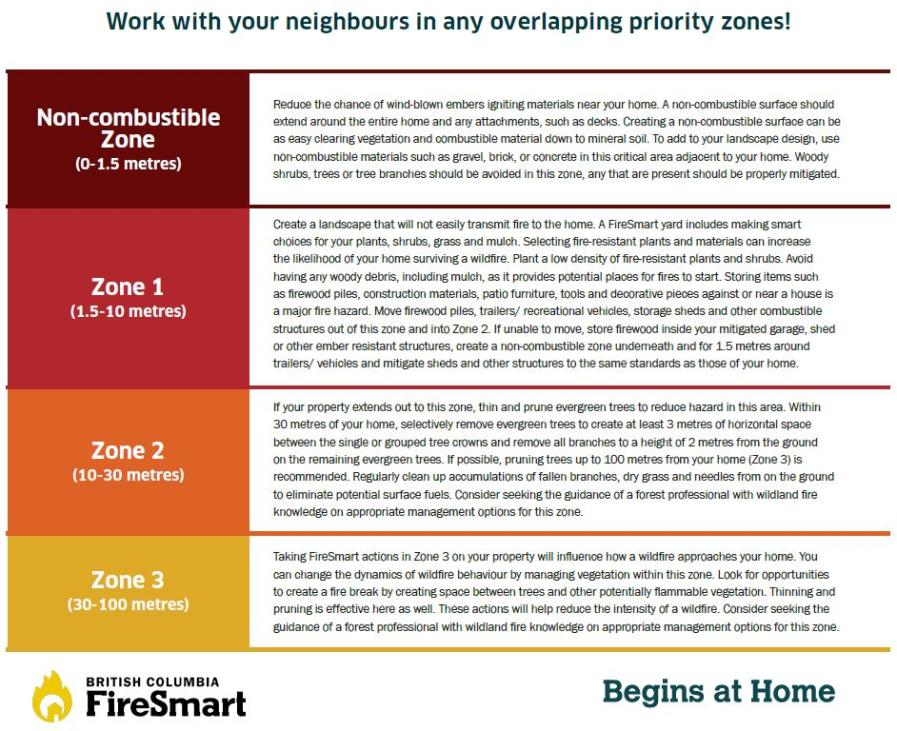 Work with your neighbours in any overlapping priority zones!
Non-combustible
Zone
(0-1.5 metres)
Reduce the chance of wind-blown embers igniting materials near your home. A non-combustible surface should
extend around the entire home and any attachments, such as decks. Creating a non-combustible surface can be
as easy clearing vegetation and combustible material down to mineral soil. To add to your landscape design, use
non-combustible materials such as gravel, brick, or concrete in this critical area adjacent to your home. Woody
shrubs, trees or tree branches should be avoided in this zone, any that are present should be properly mitigated.
Zone 1
(1.5-10 metres)
Create a landscape that will not easily transmit fire to the home. A FireSmart yard includes making smart
choices for your plants, shrubs, grass and mulch. Selecting fire-resistant plants and materials can increase
the likelihood of your home surviving a wildfire. Plant a low density of fire-resistant plants and shrubs. Avoid
having any woody debris, including mulch, as it provides potential places for fires to start. Storing items such
as firewood piles, construction materials, patio furniture, tools and decorative pieces against or near a house is
a major fire hazard. Move firewood piles, trailers/ recreational vehicles, storage sheds and other combustible
structures out of this zone and into Zone 2. If unable to move, store firewood inside your mitigated garage, shed
or other ember resistant structures, create a non-combustible zone underneath and for 1.5 metres around
trailers/ vehicles and mitigate sheds and other structures to the same standards as those of your home.
Zone 2
(10-30 metres)
If your property extends out to this zone, thin and prune evergreen trees to reduce hazard in this area. Within
30 metres of your home, selectively remove evergreen trees to create at least 3 metres of horizontal space
between the single or grouped tree crowns and remove all branches to a height of 2 metres from the ground
on the remaining evergreen trees. If possible, pruning trees up to 100 metres from your home (Zone 3) is
recommended. Regularly clean up accumulations of fallen branches, dry grass and needles from on the ground
to eliminate potential surface fuels. Consider seeking the guidance of a forest professional with wildland fire
knowledge on appropriate management options for this zone.
Zone 3
(30-100 metres)
Taking FireSmart actions in Zone 3 on your property will influence how a wildfire approaches your home. You
can change the dynamics of wildfire behaviour by managing vegetation within this zone. Look for opportunities
to create a fire break by creating space between trees and other potentially flammable vegetation. Thinning and
pruning is effective here as well. These actions will help reduce the intensity of a wildfire. Consider seeking the
guidance of a forest professional with wildland fire knowledge on appropriate management options for this zone.
BRITISH COLUMBIA
FireSmart
Begins at Home